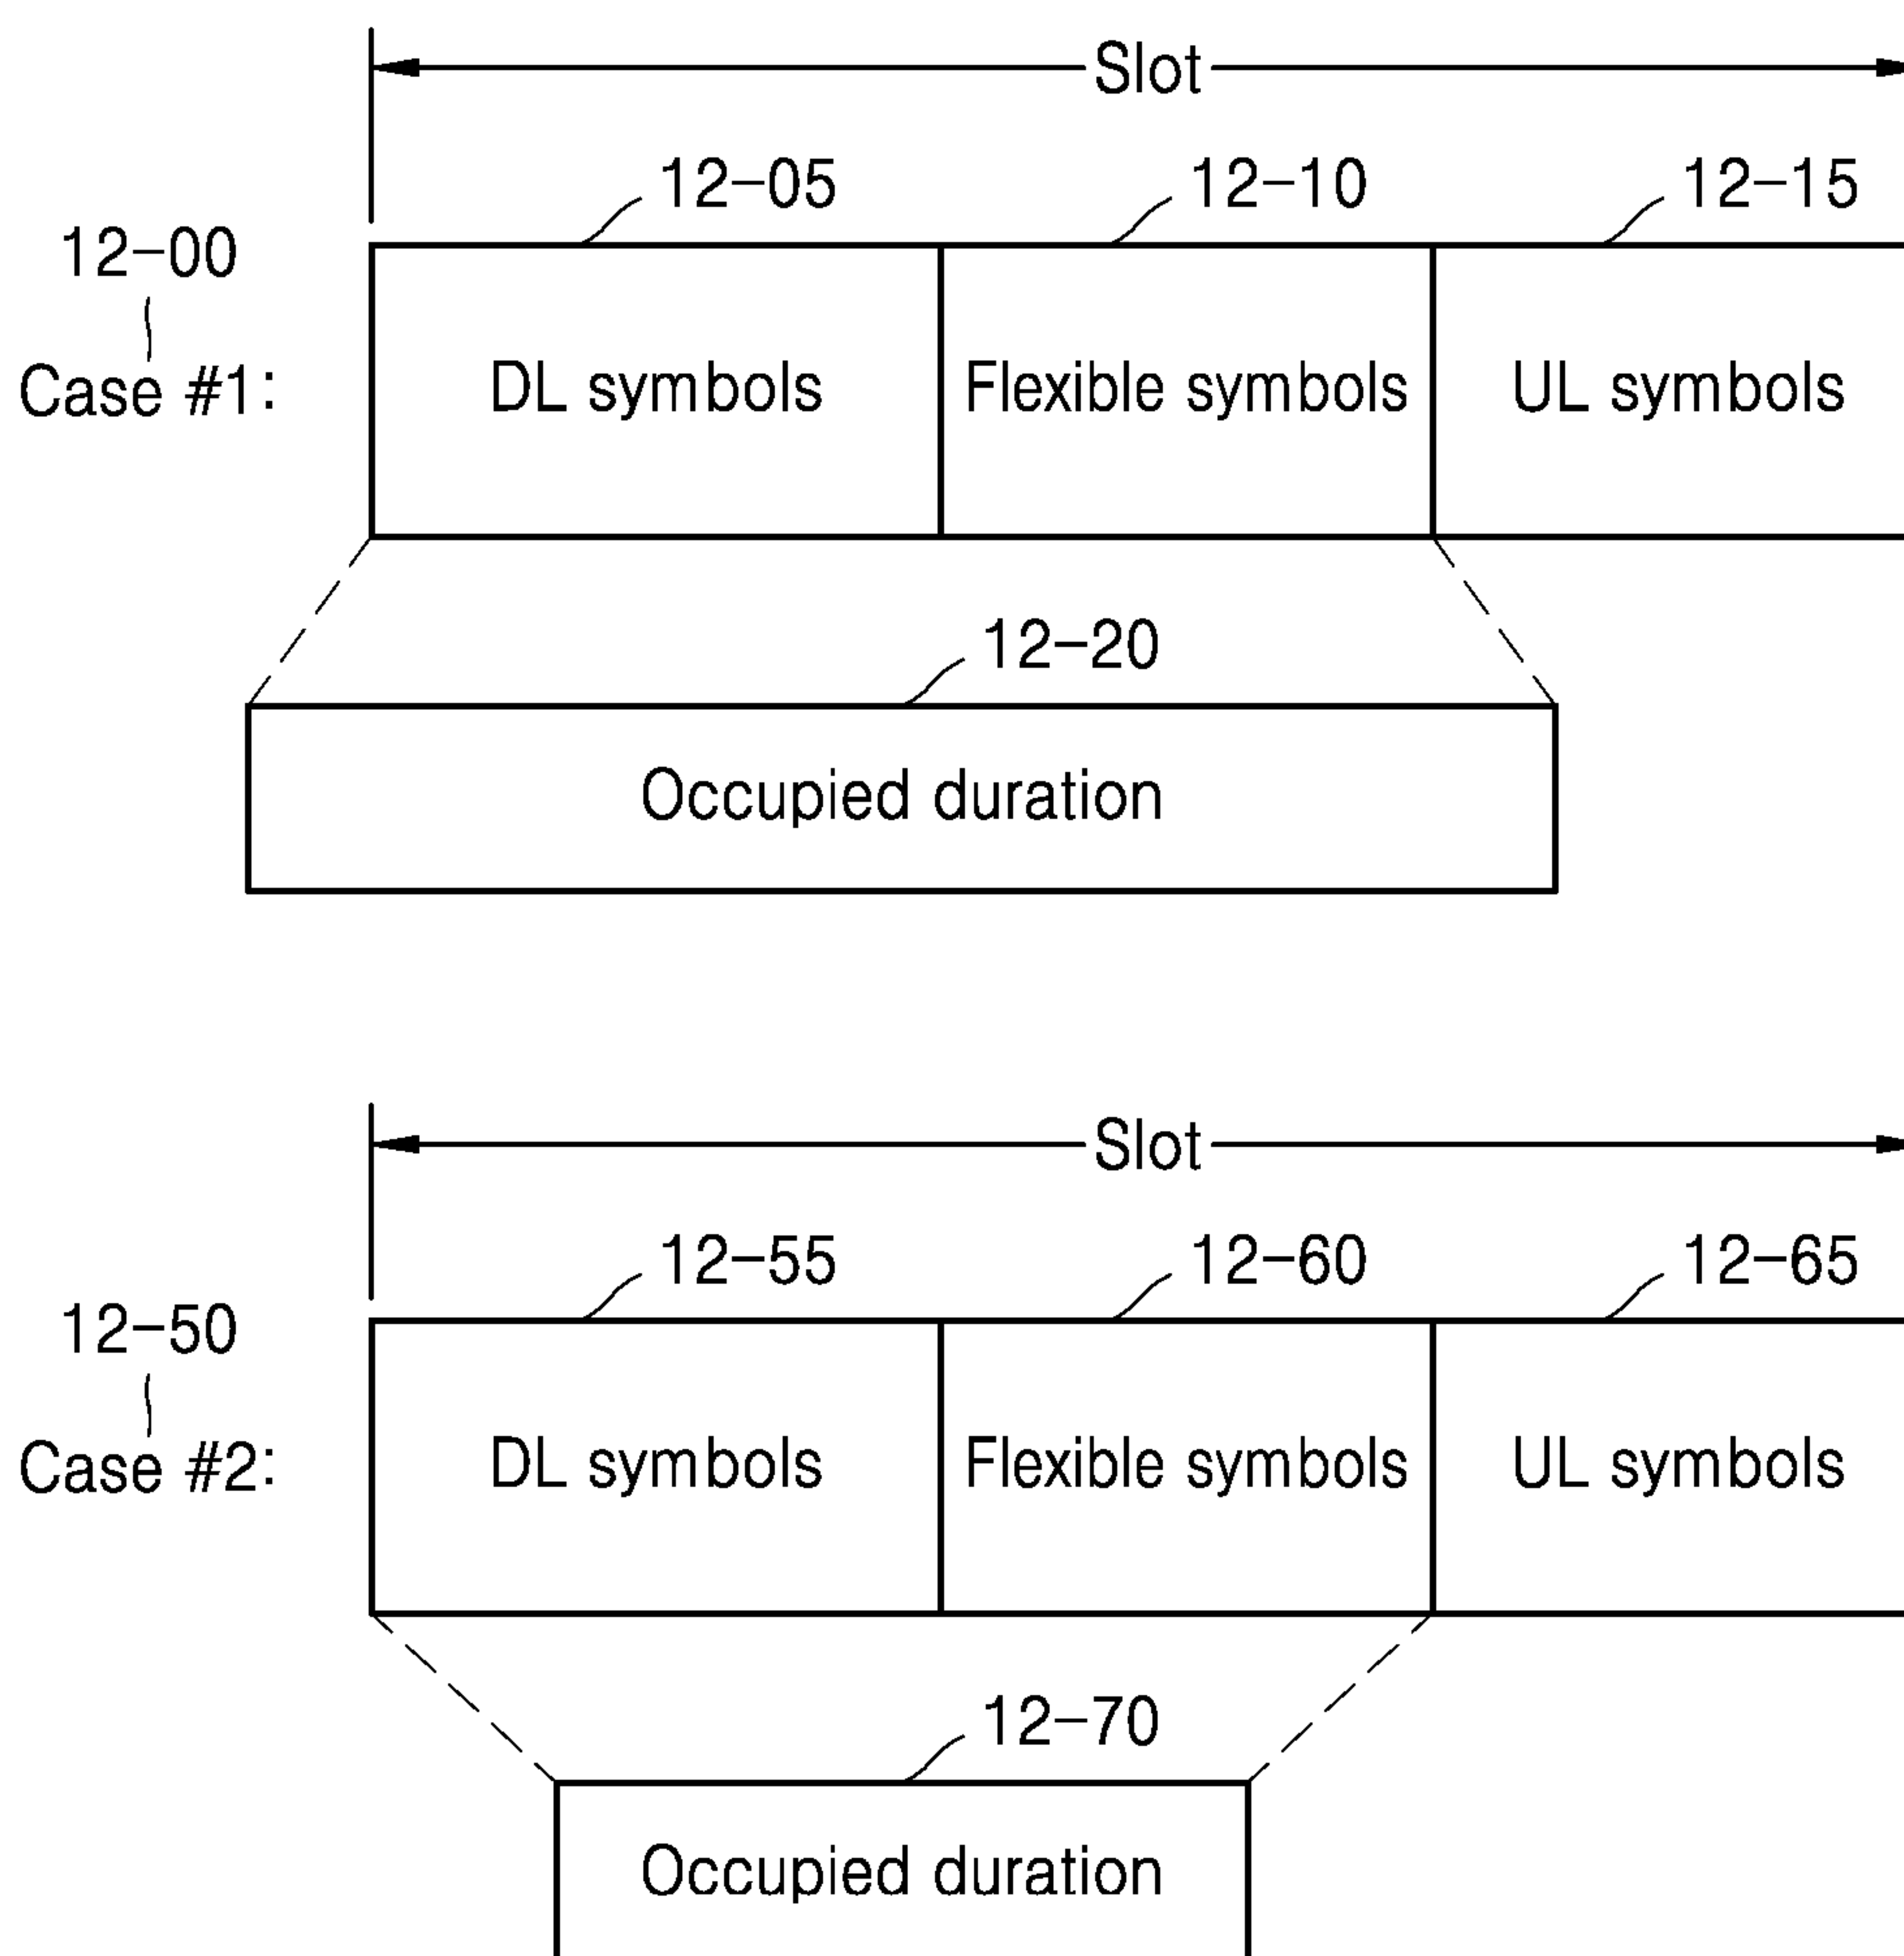 Slot
12-05 12-10 12-15
12-00
Case #1: DL symbols Flexible symbols UL symbols
12-20
Occupied duration
Slot
12-55 12-60 12-65
12-50
Case #2: DL symbols Flexible symbols UL symbols
12-70
Occupied duration